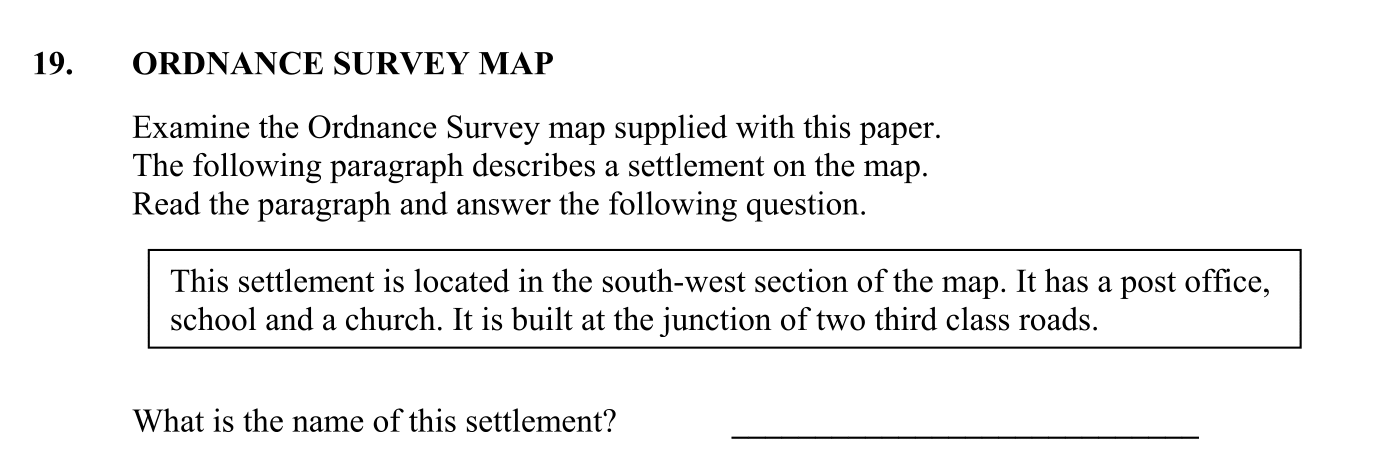 19. ORDNANCE SURVEY MAP
Examine the Ordnance Survey map supplied with this paper.
The following paragraph describes a settlement on the map.
Read the paragraph and answer the following question.
This settlement is located in the south-west section of the map. It has a post office,
school and a church. It is built at the junction of two third class roads.
What is the name of this settlement?